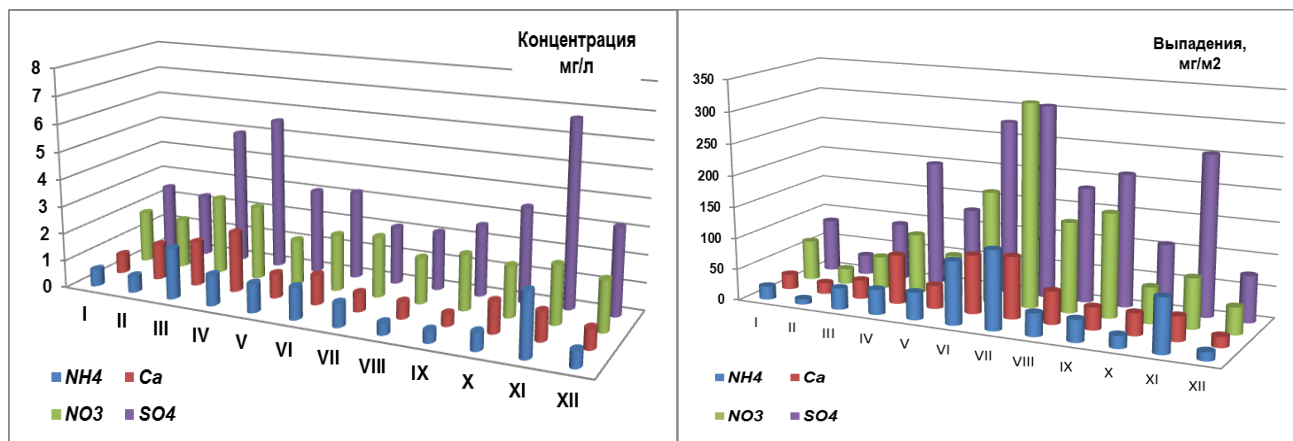 Концентрация
мг/л
8
7
6
5
4
3
2
1
0
I II III IV V VI VII VIII IX X XI XII
NH4 Ca
NO3 SO4
Выпадения,
мг/м2
350
300
250
200
150
100
50
0
I II III IV V VI VII VIII IX X XI XII
NH4 Ca
NO3 SO4